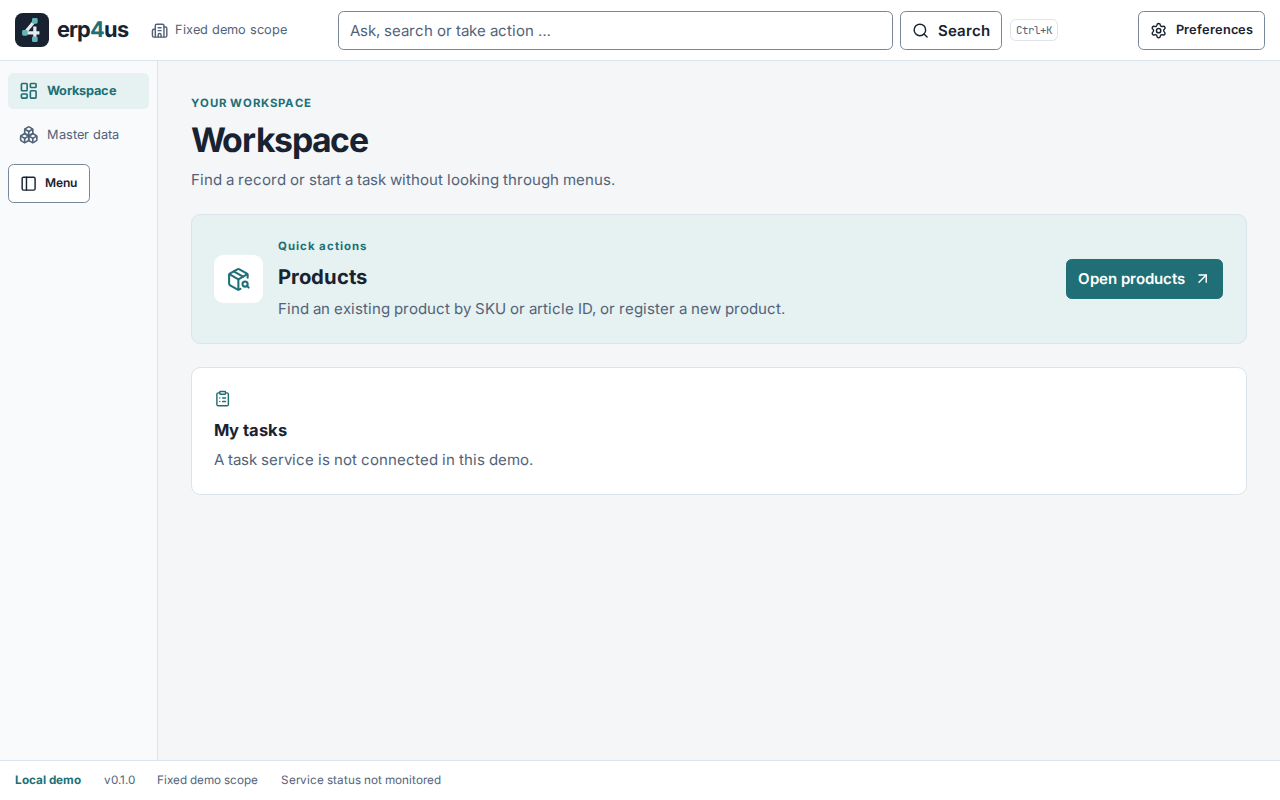 erp4us
Fixed demo scope
Ask, search or take action ...
Search
Ctrl+K
Preferences
Workspace
Master data
Menu
YOUR WORKSPACE
Workspace
Find a record or start a task without looking through menus.
Quick actions
Products
Find an existing product by SKU or article ID, or register a new product.
Open products
My tasks
A task service is not connected in this demo.
Local demo
v0.1.0
Fixed demo scope
Service status not monitored